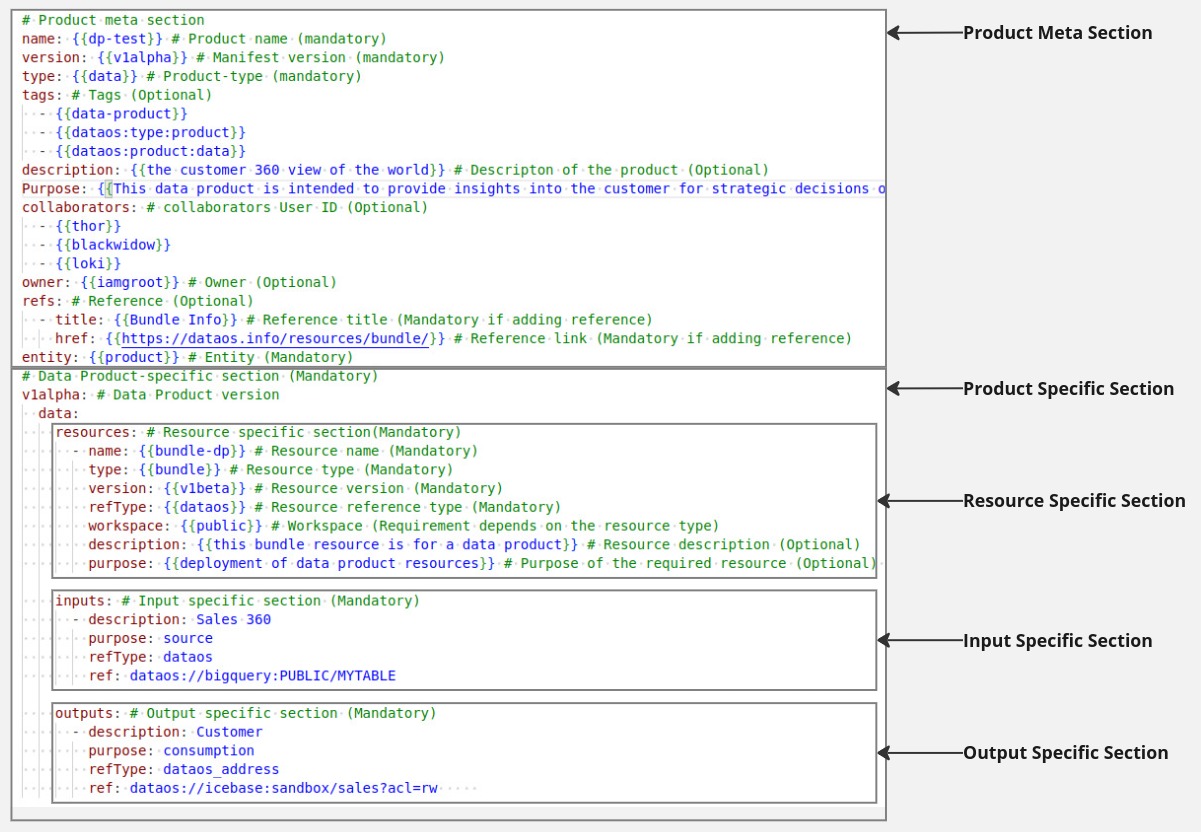 # Product meta section
Product Meta Section
name: {{dp-test}} # Product name (mandatory)
version: {{v1alpha}} # Manifest version (mandatory)
type: {{data}} # Product-type (mandatory)
tags: # Tags (Optional)
  - {{data-product}}
  - {{dataos:type:product}}
  - {{dataos:product:data}}
description: {{the customer 360 view of the world}} # Descripton of the product (Optional)
Purpose: {{This data product is intended to provide insights into the customer for strategic decisions o
collaborators: # collaborators User ID (Optional)
  - {{thor}}
  - {{blackwidow}}
  - {{loki}}
owner: {{iamgroot}} # Owner (Optional)
refs: # Reference (Optional)
  - title: {{Bundle Info}} # Reference title (Mandatory if adding reference)
    href: {{https://dataos.info/resources/bundle/}} # Reference link (Mandatory if adding reference)
entity: {{product}} # Entity (Mandatory)
# Data Product-specific section (Mandatory)
Product Specific Section
v1alpha: # Data Product version
  data:
    resources: # Resource specific section(Mandatory)
      - name: {{bundle-dp}} # Resource name (Mandatory)
        type: {{bundle}} # Resource type (Mandatory)
        version: {{v1beta}} # Resource version (Mandatory)
        refType: {{dataos}} # Resource reference type (Mandatory)
Resource Specific Section
        workspace: {{public}} # Workspace (Requirement depends on the resource type)
        description: {{this bundle resource is for a data product}} # Resource description (Optional)
        purpose: {{deployment of data product resources}} # Purpose of the required resource (Optional)
    inputs: # Input specific section (Mandatory)
      - description: Sales 360
        purpose: source
Input Specific Section
        refType: dataos
        ref: dataos://bigquery:PUBLIC/MYTABLE
    outputs: # Output specific section (Mandatory)
      - description: Customer
        purpose: consumption
Output Specific Section
        refType: dataos_address
        ref: dataos://icebase:sandbox/sales?acl=rw